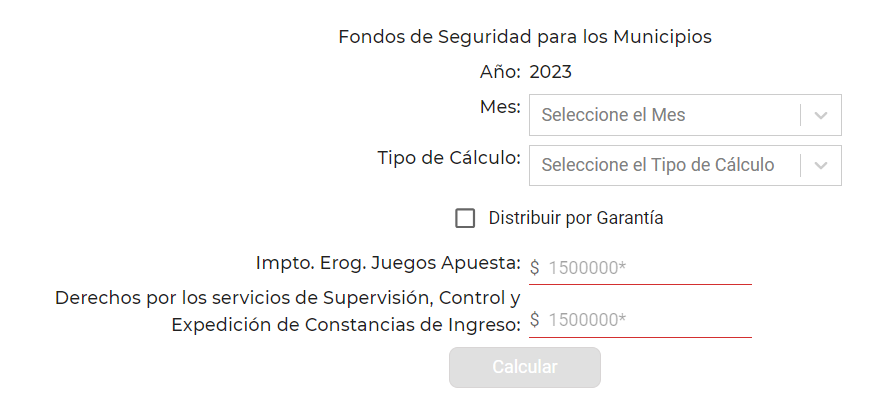 Fondos de Seguridad para los Municipios
Año: 2023
Mes: Seleccione el Mes
Tipo de Cálculo: Seleccione el Tipo de Cálculo
Distribuir por Garantía
Impto. Erog. Juegos Apuesta: $ 1500000*
Derechos por los servicios de Supervisión, Control y
Expedición de Constancias de Ingreso: $ 1500000*
Calcular